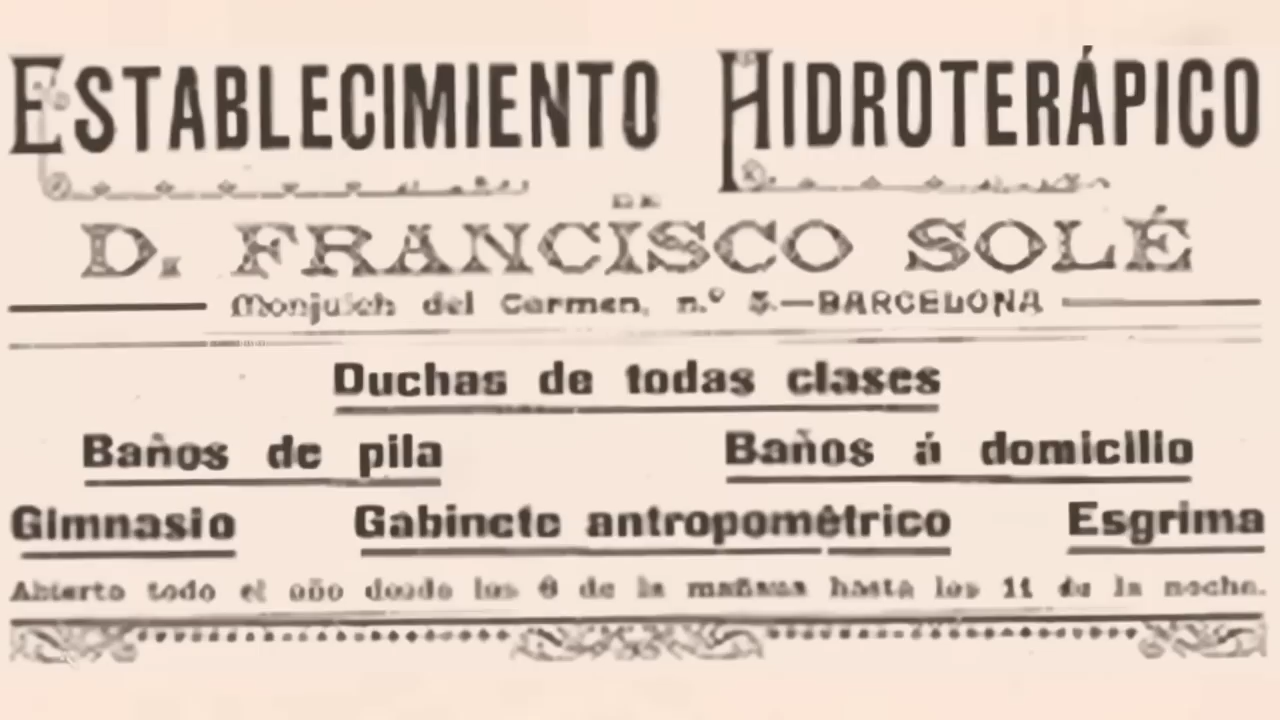 ESTABLECIMIENTO HIDROTERÁPICO
DE
D. FRANCISCO SOLÉ
Monjuich del Carmen, n.º 5.—BARCELONA
Duchas de todas clases
Baños de pila Baños á domicilio
Gimnasio Gabinete antropométrico Esgrima
Abierto todo el año desde las 6 de la mañana hasta las 11 de la noche.